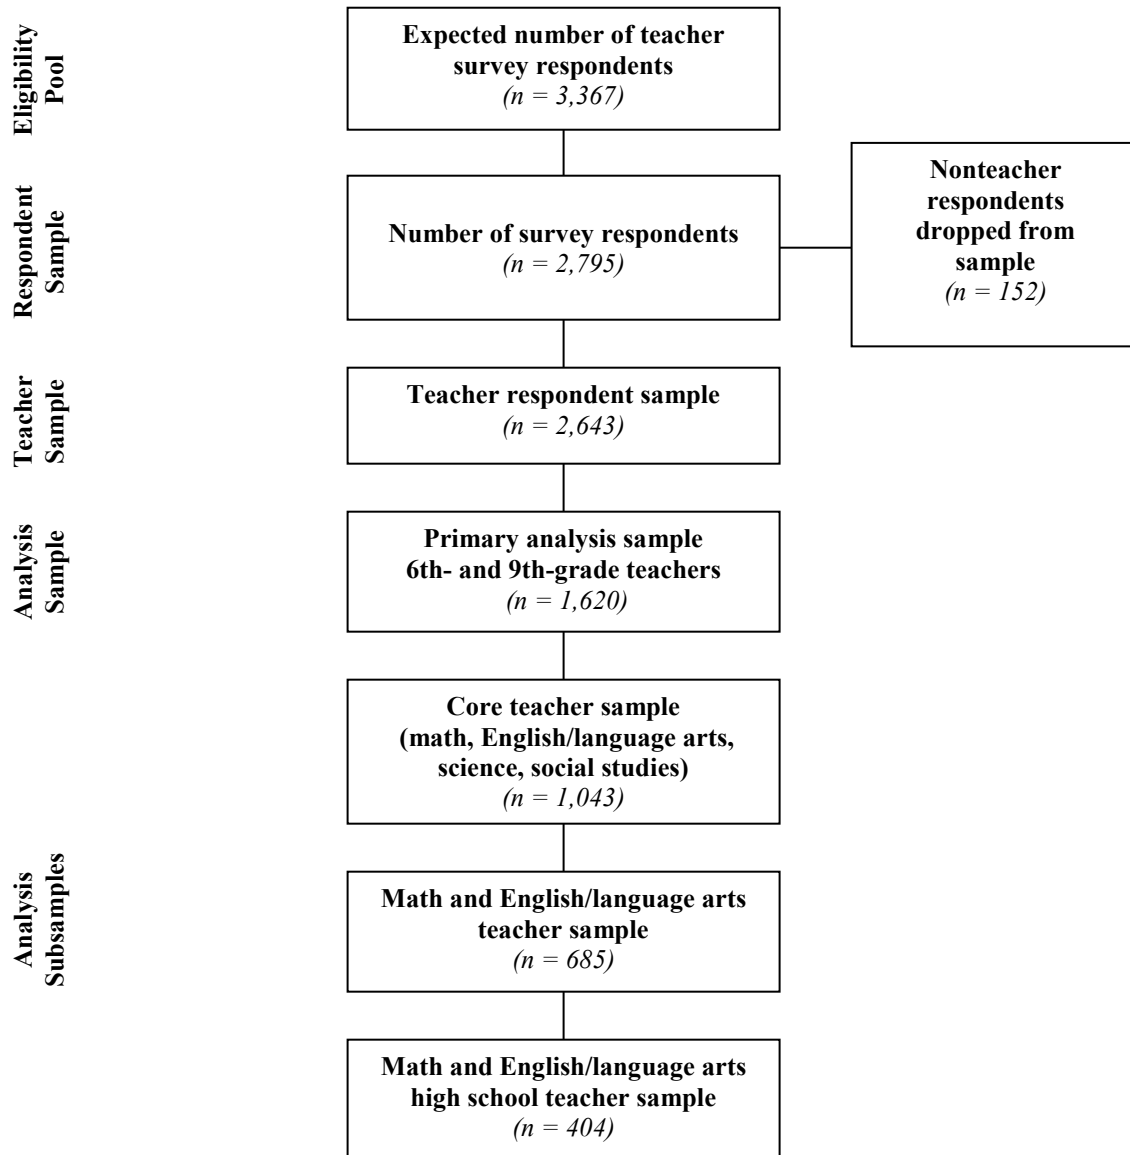 Eligibility
Pool
Expected number of teacher
survey respondents
(n = 3,367)
Respondent
Sample
Number of survey respondents
(n = 2,795)
Nonteacher
respondents
dropped from
sample
(n = 152)
Teacher
Sample
Teacher respondent sample
(n = 2,643)
Analysis
Sample
Primary analysis sample
6th- and 9th-grade teachers
(n = 1,620)
Core teacher sample
(math, English/language arts,
science, social studies)
(n = 1,043)
Analysis
Subsamples
Math and English/language arts
teacher sample
(n = 685)
Math and English/language arts
high school teacher sample
(n = 404)